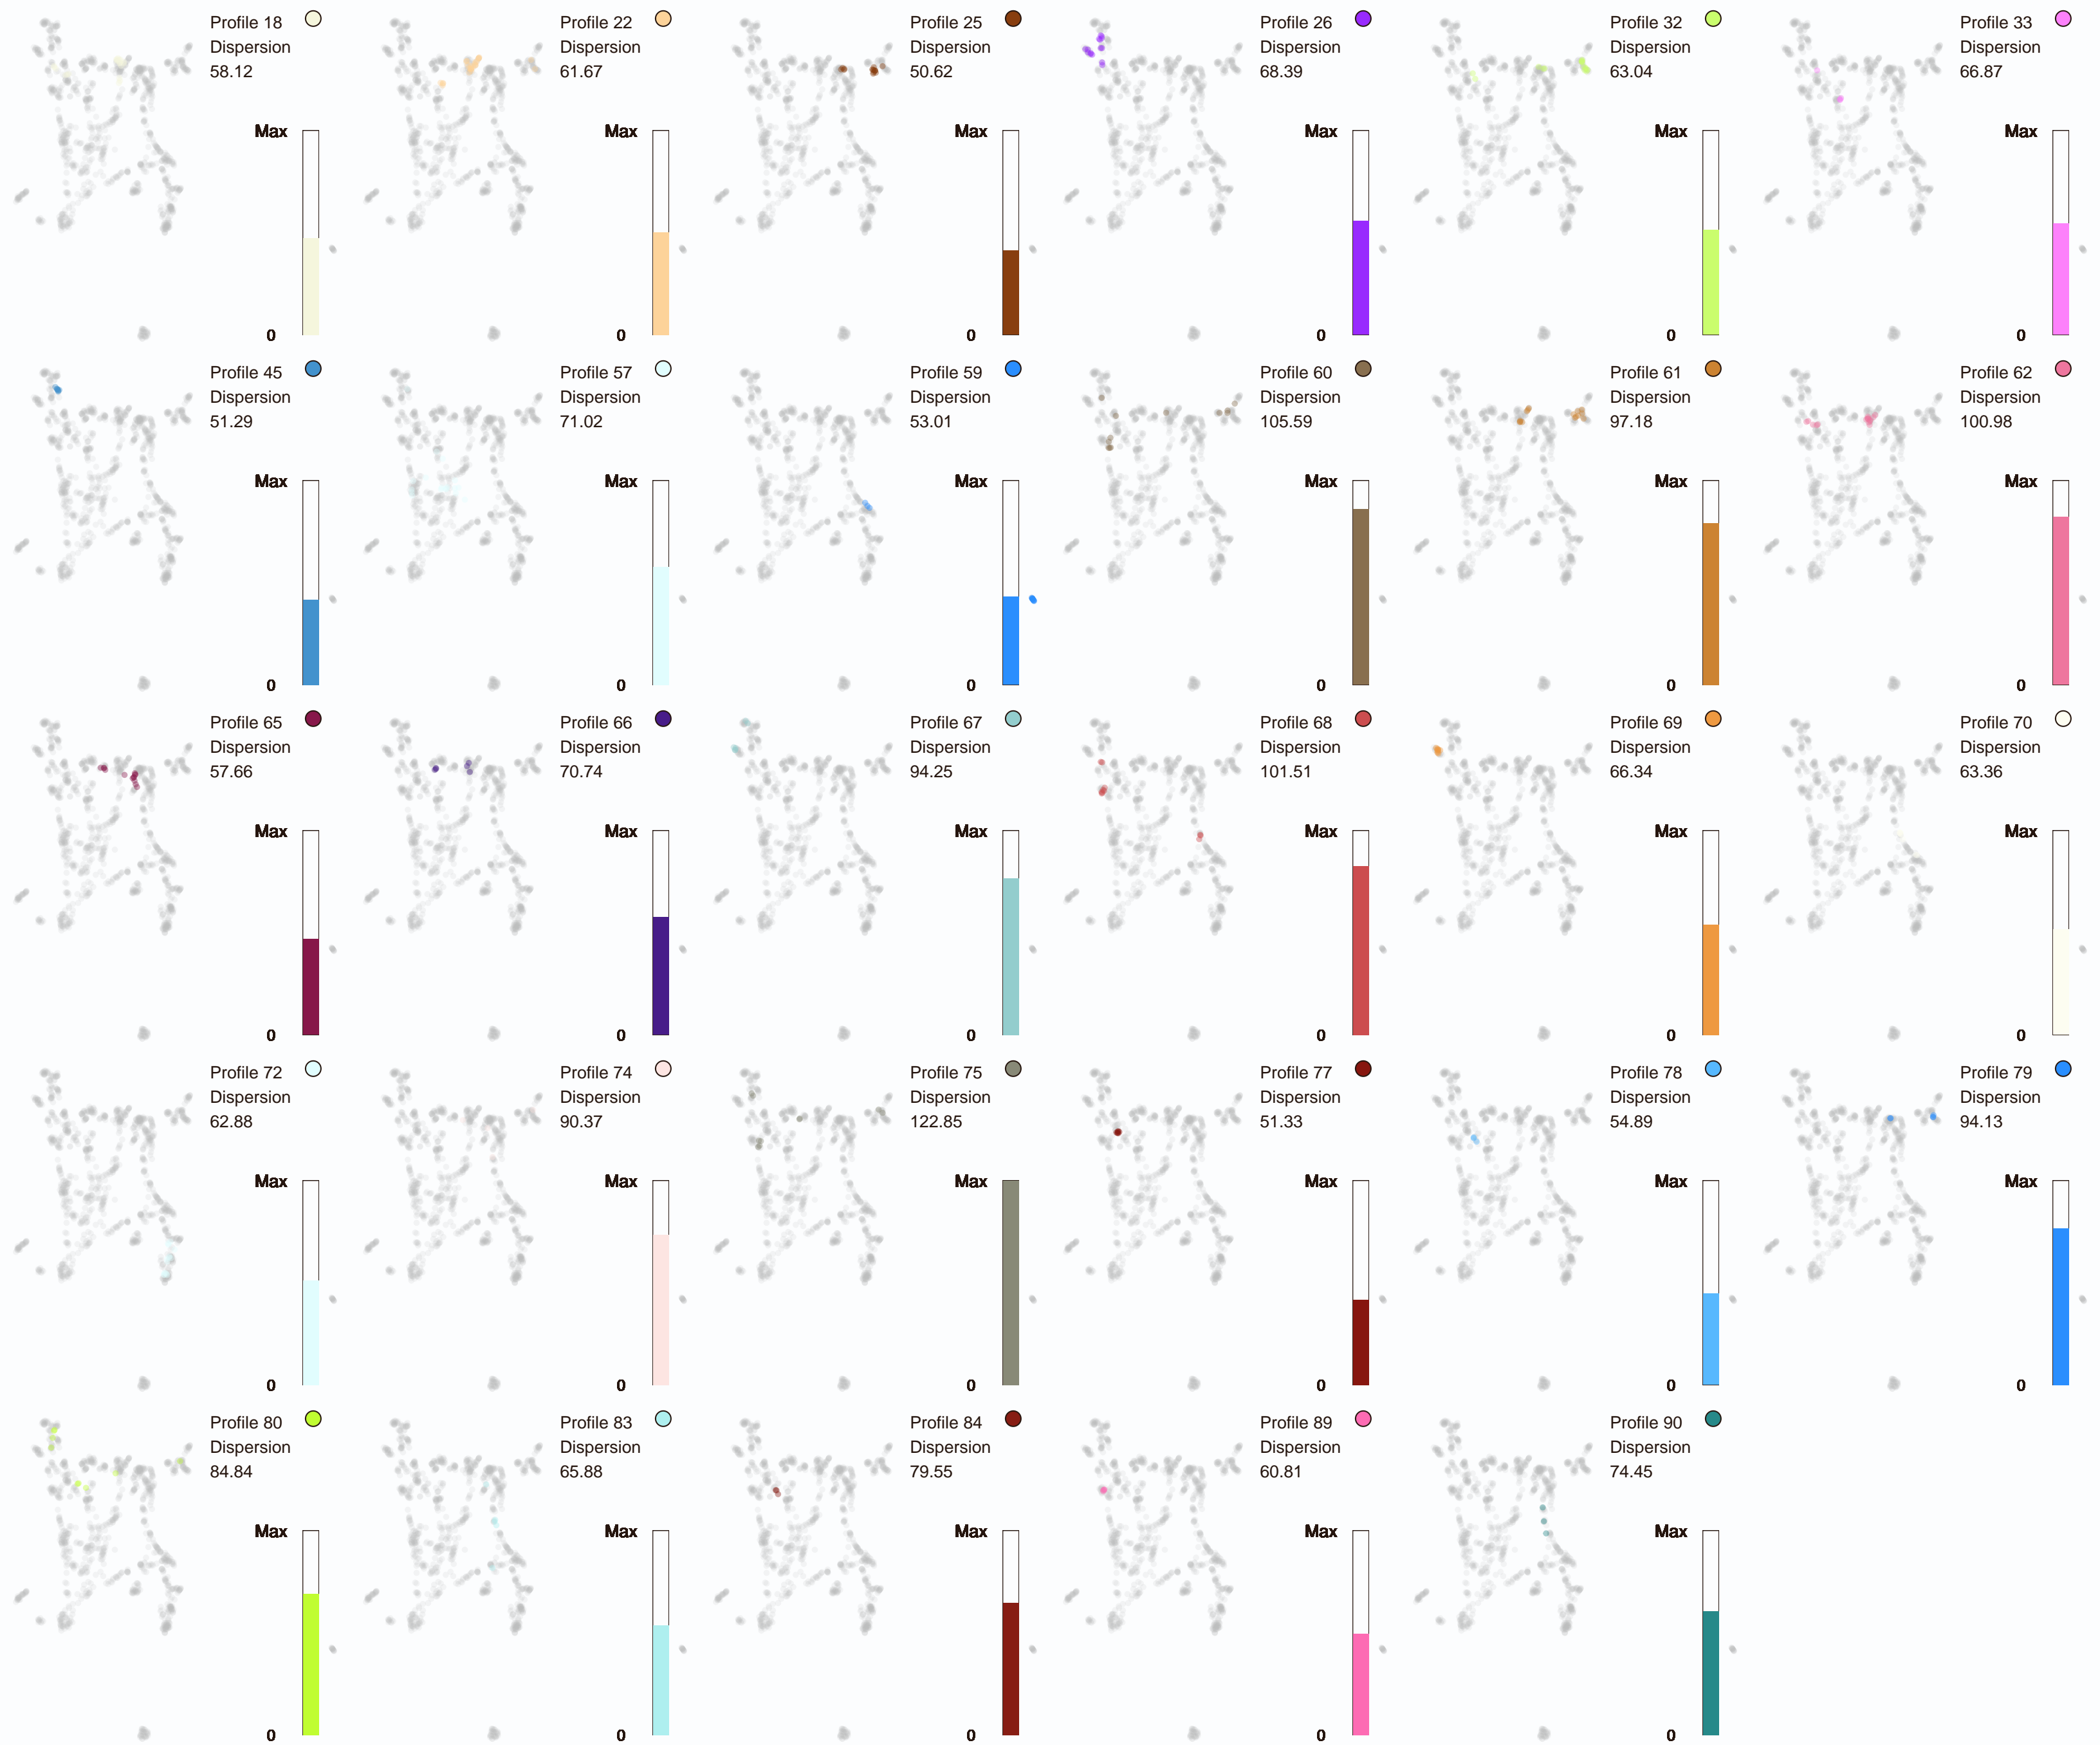 Profile 18
Dispersion
58.12
Max
0
Profile 22
Dispersion
61.67
Max
0
Profile 25
Dispersion
50.62
Max
0
Profile 26
Dispersion
68.39
Max
0
Profile 32
Dispersion
63.04
Max
0
Profile 33
Dispersion
66.87
Max
0
Profile 45
Dispersion
51.29
Max
0
Profile 57
Dispersion
71.02
Max
0
Profile 59
Dispersion
53.01
Max
0
Profile 60
Dispersion
105.59
Max
0
Profile 61
Dispersion
97.18
Max
0
Profile 62
Dispersion
100.98
Max
0
Profile 65
Dispersion
57.66
Max
0
Profile 66
Dispersion
70.74
Max
0
Profile 67
Dispersion
94.25
Max
0
Profile 68
Dispersion
101.51
Max
0
Profile 69
Dispersion
66.34
Max
0
Profile 70
Dispersion
63.36
Max
0
Profile 72
Dispersion
62.88
Max
0
Profile 74
Dispersion
90.37
Max
0
Profile 75
Dispersion
122.85
Max
0
Profile 77
Dispersion
51.33
Max
0
Profile 78
Dispersion
54.89
Max
0
Profile 79
Dispersion
94.13
Max
0
Profile 80
Dispersion
84.84
Max
0
Profile 83
Dispersion
65.88
Max
0
Profile 84
Dispersion
79.55
Max
0
Profile 89
Dispersion
60.81
Max
0
Profile 90
Dispersion
74.45
Max
0